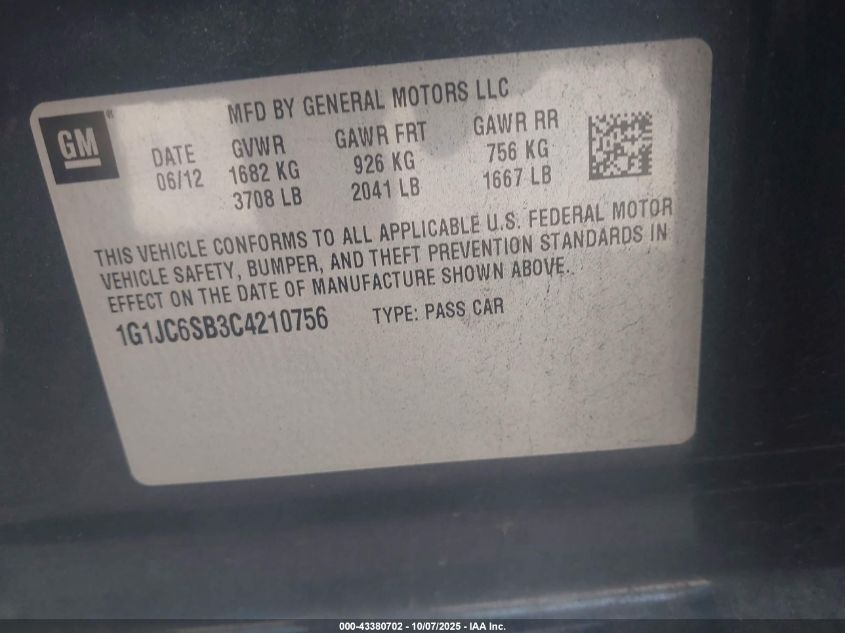 MFD BY GENERAL MOTORS LLC
GM
®
DATE GVWR GAWR FRT GAWR RR
06/12 1682 KG 926 KG 756 KG
3708 LB 2041 LB 1667 LB
THIS VEHICLE CONFORMS TO ALL APPLICABLE U.S. FEDERAL MOTOR
VEHICLE SAFETY, BUMPER, AND THEFT PREVENTION STANDARDS IN
EFFECT ON THE DATE OF MANUFACTURE SHOWN ABOVE.
1G1JC6SB3C4210756 TYPE: PASS CAR
000-43380702 - 10/07/2025 - IAA Inc.